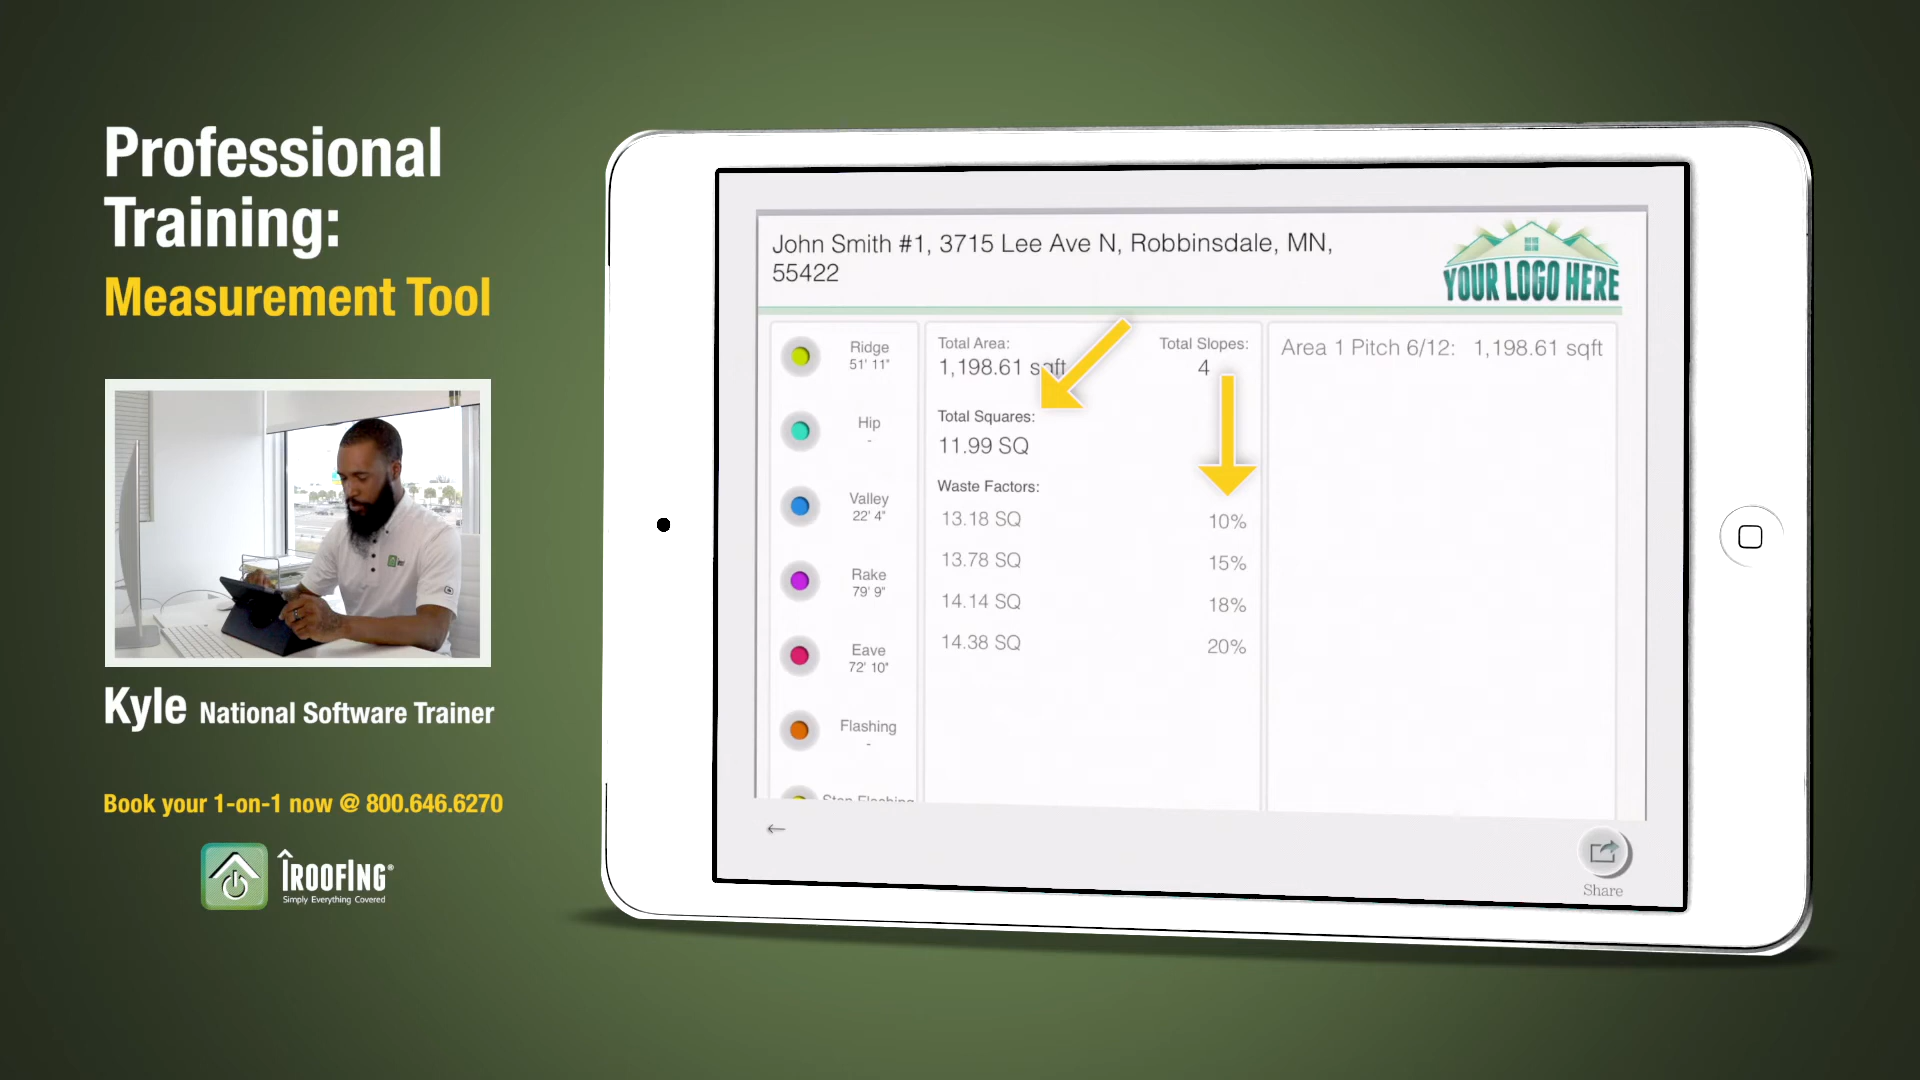 Professional
Training:
Measurement Tool
Kyle National Software Trainer
Book your 1-on-1 now @ 800.646.6270
iROOFING®
Simply Everything Covered
John Smith #1, 3715 Lee Ave N, Robbinsdale, MN,
55422
YOUR LOGO HERE
Ridge
51' 11"
Hip
-
Valley
22' 4"
Rake
79' 9"
Eave
72' 10"
Flashing
-
Step Flashing
Total Area:
1,198.61 sqft
Total Slopes:
4
Total Squares:
11.99 SQ
Waste Factors:
13.18 SQ 10%
13.78 SQ 15%
14.14 SQ 18%
14.38 SQ 20%
Area 1 Pitch 6/12: 1,198.61 sqft
Share